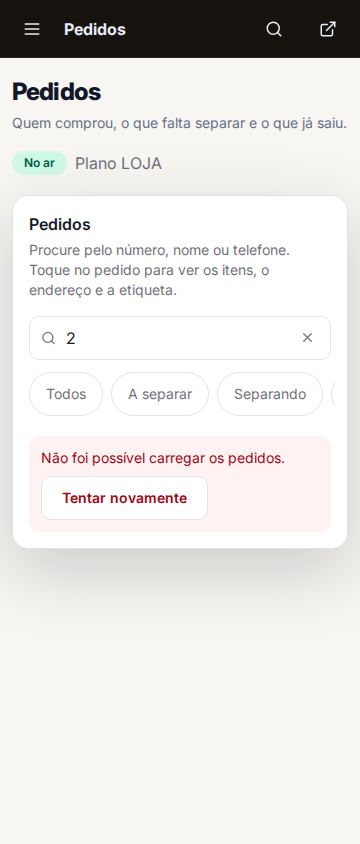 Pedidos
Pedidos
Quem comprou, o que falta separar e o que já saiu.
No ar
Plano LOJA
Pedidos
Procure pelo número, nome ou telefone.
Toque no pedido para ver os itens, o
endereço e a etiqueta.
2
Todos
A separar
Separando
Não foi possível carregar os pedidos.
Tentar novamente